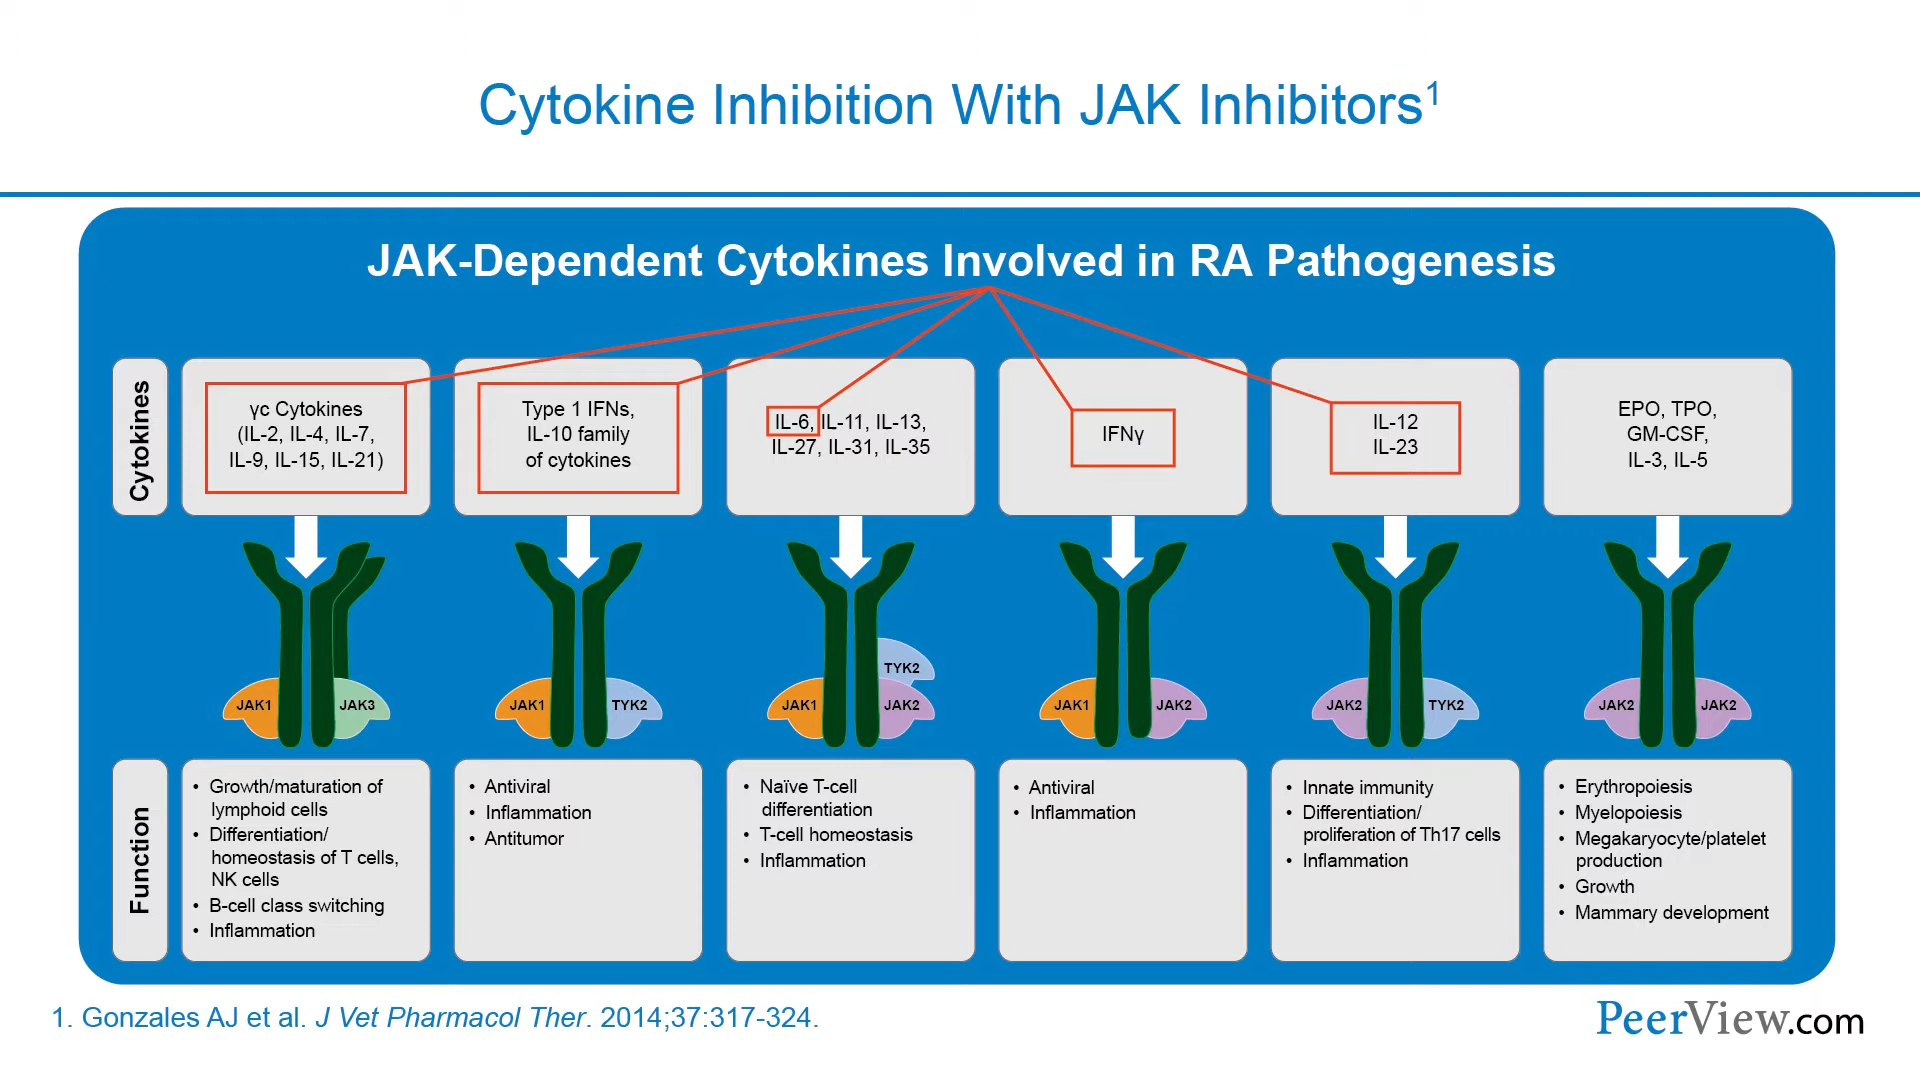 Cytokine Inhibition With JAK Inhibitors1
JAK-Dependent Cytokines Involved in RA Pathogenesis
Cytokines
γc Cytokines
(IL-2, IL-4, IL-7,
IL-9, IL-15, IL-21)
Type 1 IFNs,
IL-10 family
of cytokines
IL-6, IL-11, IL-13,
IL-27, IL-31, IL-35
IFNγ
IL-12
IL-23
EPO, TPO,
GM-CSF,
IL-3, IL-5
JAK1
JAK3
JAK1
TYK2
JAK1
TYK2
JAK2
JAK1
JAK2
JAK2
TYK2
JAK2
JAK2
Function
• Growth/maturation of
lymphoid cells
• Differentiation/
homeostasis of T cells,
NK cells
• B-cell class switching
• Inflammation
• Antiviral
• Inflammation
• Antitumor
• Naïve T-cell
differentiation
• T-cell homeostasis
• Inflammation
• Antiviral
• Inflammation
• Innate immunity
• Differentiation/
proliferation of Th17 cells
• Inflammation
• Erythropoiesis
• Myelopoiesis
• Megakaryocyte/platelet
production
• Growth
• Mammary development
1. Gonzales AJ et al. J Vet Pharmacol Ther. 2014;37:317-324.
PeerView.com